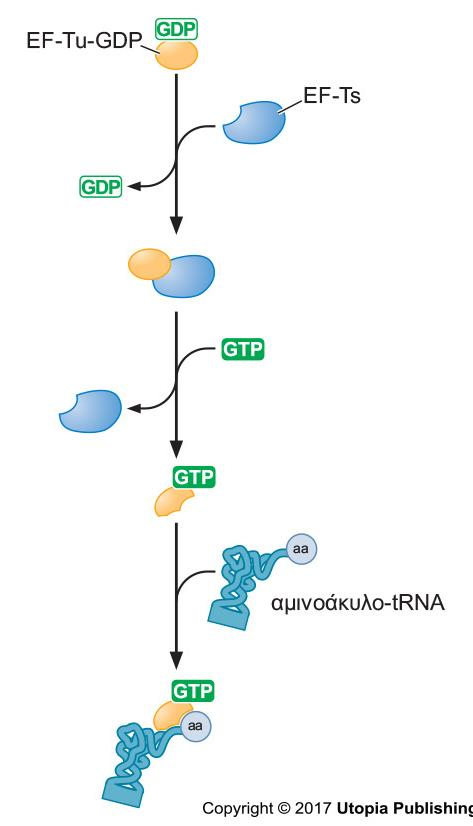 GDP
EF-Tu-GDP
EF-Ts
GDP
GTP
GTP
aa
αμινοάκυλο-tRNA
GTP
aa
Copyright © 2017 Utopia Publishing